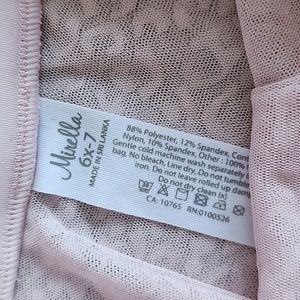 Mirella
6x-7
MADE IN SRI LANKA
88% Polyester, 12% Spandex, Cont
Nylon, 10% Spandex, Other : 100%
Gentle cold machine wash separately
bag, No bleach, Line dry. Do not tumble
iron. Do not leave rolled up damp
Do not dry clean (x)
CA: 10765 RN:0100526